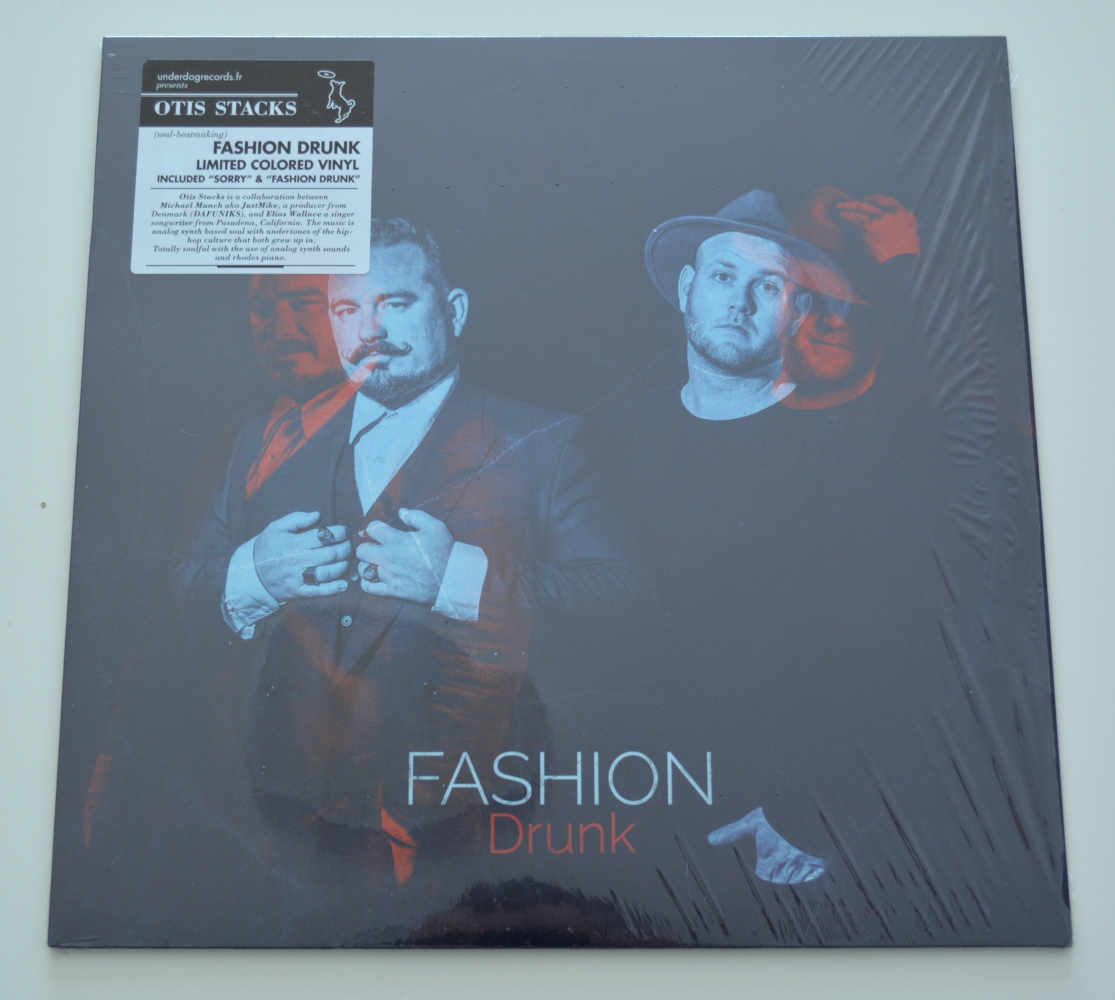 underdogrecords.fr
presents
OTIS STACKS
(soul-beatmaking)
FASHION DRUNK
LIMITED COLORED VINYL
INCLUDED "SORRY" & "FASHION DRUNK"
Otis Stacks is a collaboration between
Michael Munch aka JustMike, a producer from
Denmark (DAFUNIKS), and Elias Wallace a singer
songwriter from Pasadena, California. The music is
analog synth based soul with undertones of the hip-
hop culture that both grew up in.
Totally soulful with the use of analog synth sounds
and rhodes piano.
FASHION
Drunk